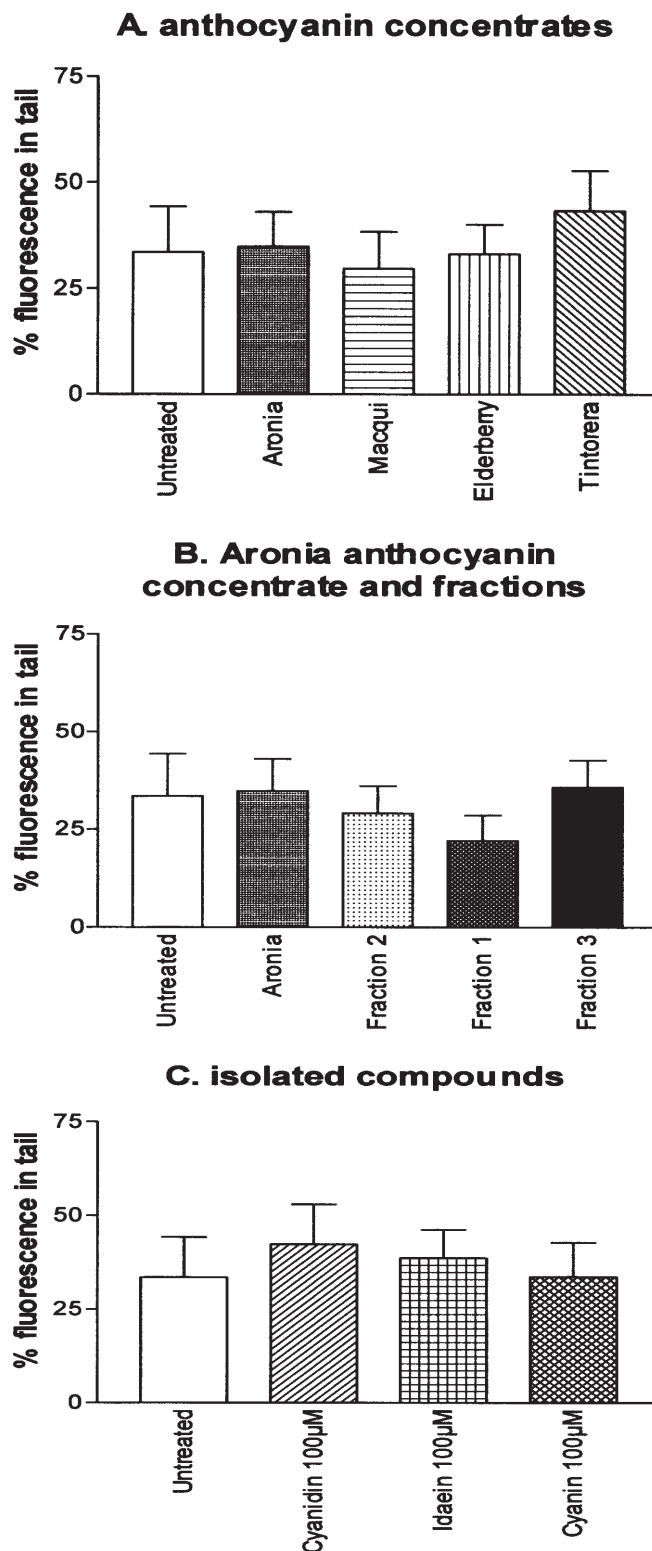 A. anthocyanin concentrates
% fluorescence in tail
75
50
25
0
Untreated
Aronia
Macqui
Elderberry
Tintorera
B. Aronia anthocyanin
concentrate and fractions
% fluorescence in tail
75
50
25
0
Untreated
Aronia
Fraction 2
Fraction 1
Fraction 3
C. isolated compounds
% fluorescence in tail
75
50
25
0
Untreated
Cyanidin 100µM
Idaein 100µM
Cyanin 100µM